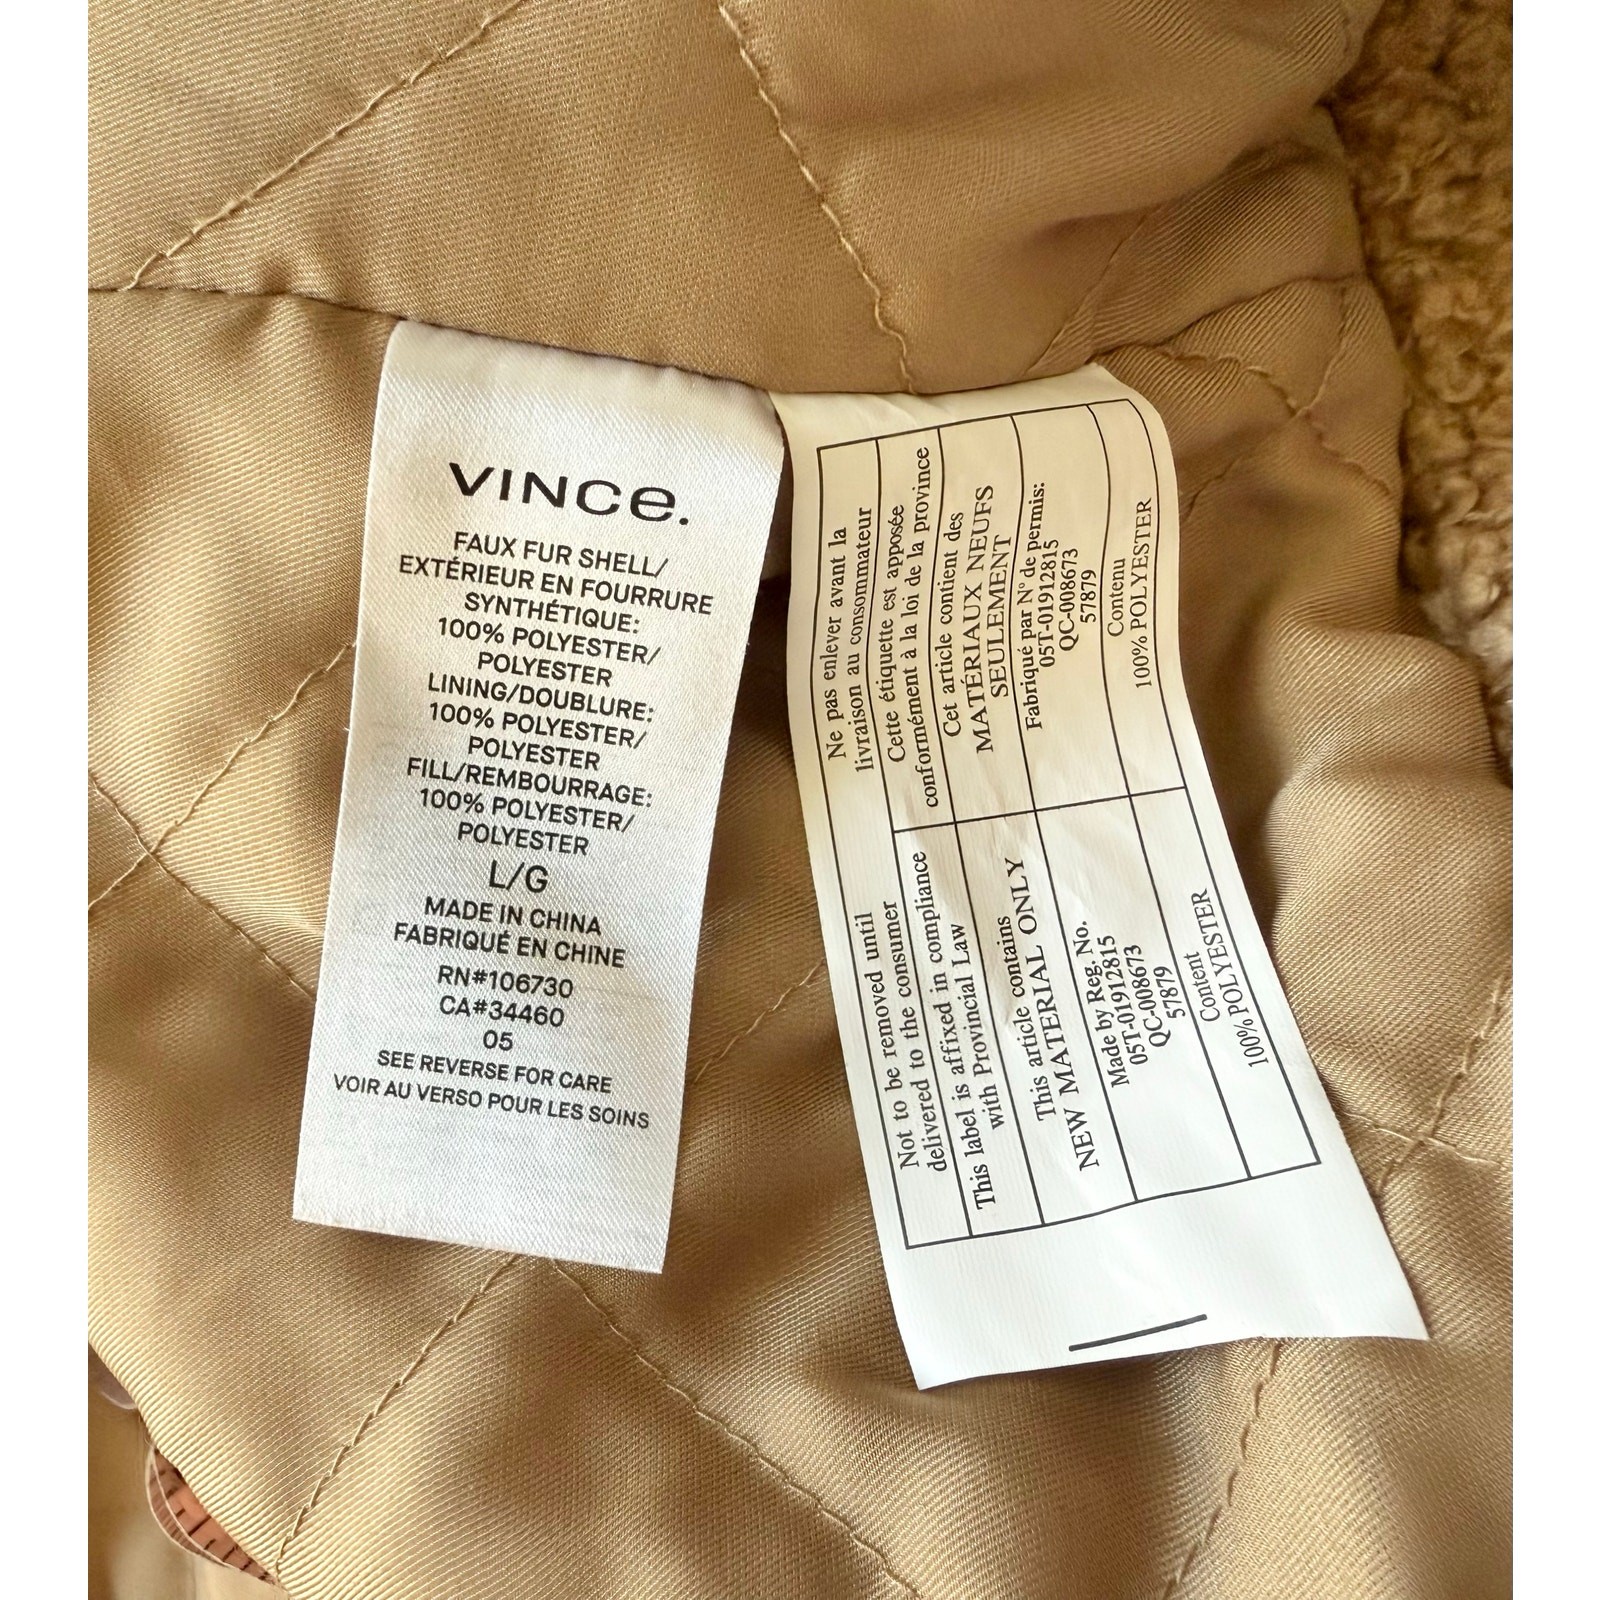 VINCE.
FAUX FUR SHELL/
EXTÉRIEUR EN FOURRURE
SYNTHÉTIQUE:
100% POLYESTER/
POLYESTER
LINING/DOUBLURE:
100% POLYESTER/
POLYESTER
FILL/REMBOURRAGE:
100% POLYESTER/
POLYESTER
L/G
MADE IN CHINA
FABRIQUÉ EN CHINE
RN#106730
CA#34460
05
SEE REVERSE FOR CARE
VOIR AU VERSO POUR LES SOINS
Not to be removed until
delivered to the consumer
This label is affixed in compliance
with Provincial Law
This article contains
NEW MATERIAL ONLY
Made by Reg. No.
05T-01912815
QC-008673
57879
Content
100% POLYESTER
Ne pas enlever avant la
livraison au consommateur
Cette étiquette est apposée
conformément à la loi de la province
Cet article contient des
MATÉRIAUX NEUFS
SEULEMENT
Fabriqué par N° de permis:
05T-01912815
QC-008673
57879
Contenu
100% POLYESTER